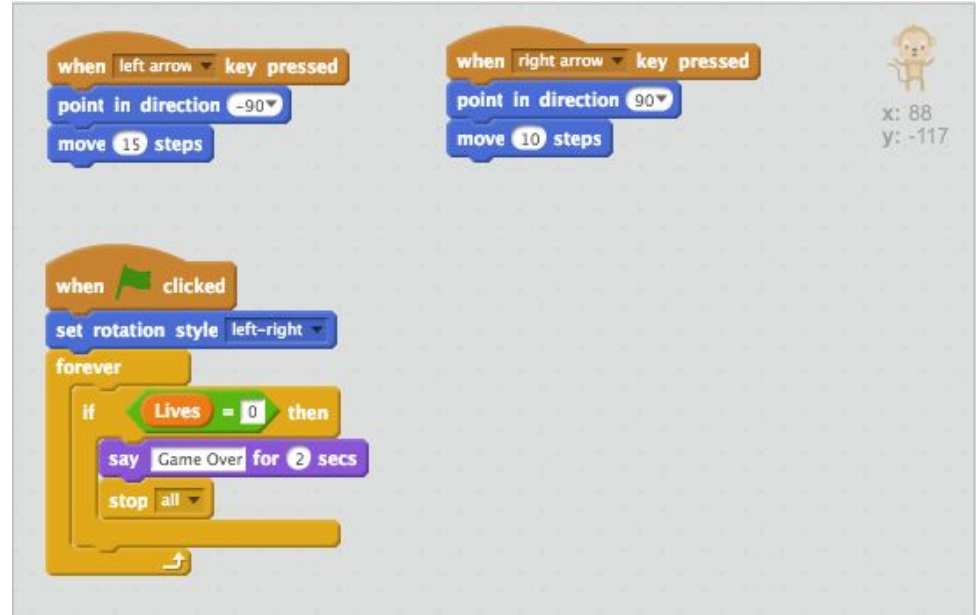 when left arrow key pressed
point in direction -90
move 15 steps
when right arrow key pressed
point in direction 90
move 10 steps
x: 88
y: -117
when clicked
set rotation style left-right
forever
if Lives = 0 then
say Game Over for 2 secs
stop all